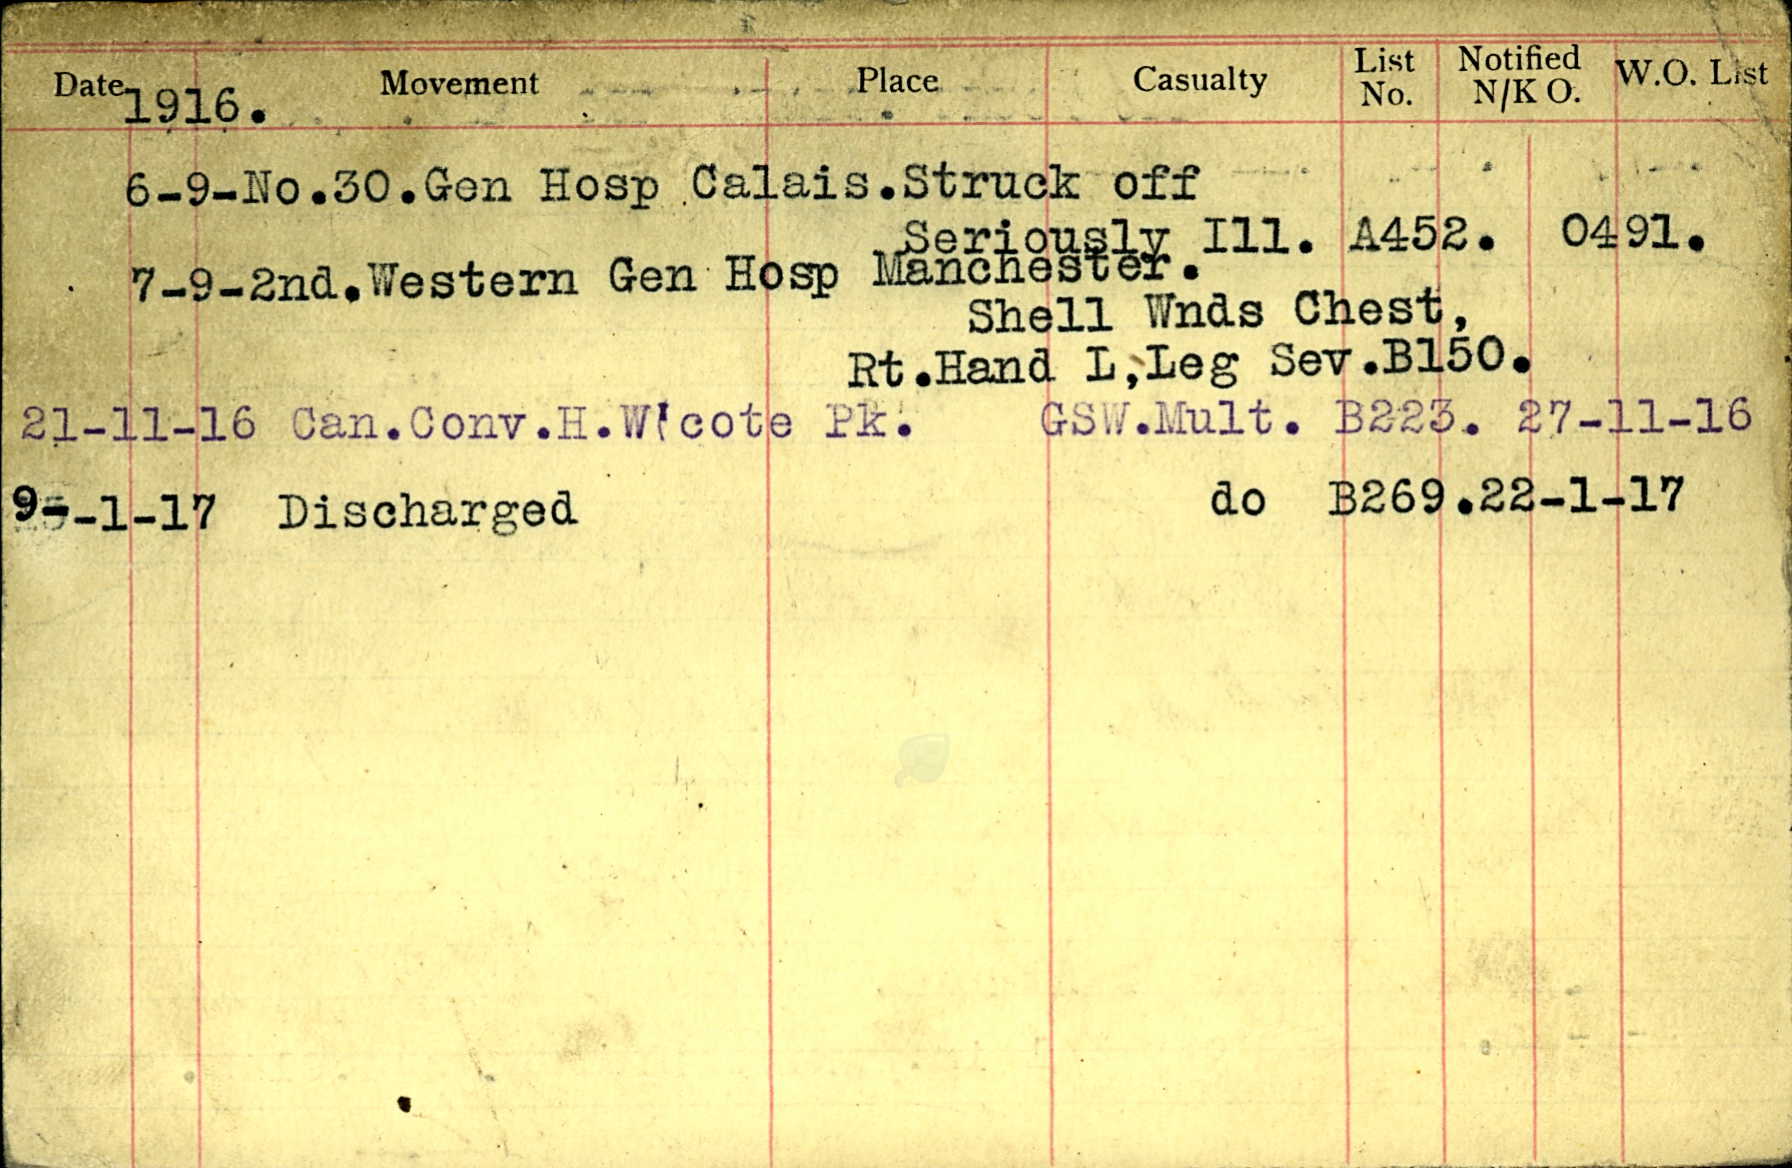 Date 1916. Movement Place Casualty List No. Notified N/K O. W.O. List
6-9-No.30.Gen Hosp Calais.Struck off
Seriously Ill. A452. 0491.
7-9-2nd.Western Gen Hosp Manchester.
Shell Wnds Chest,
Rt.Hand L,Leg Sev.B150.
21-11-16 Can.Conv.H.W'cote Pk. GSW.Mult. B223. 27-11-16
9-1-17 Discharged do B269.22-1-17